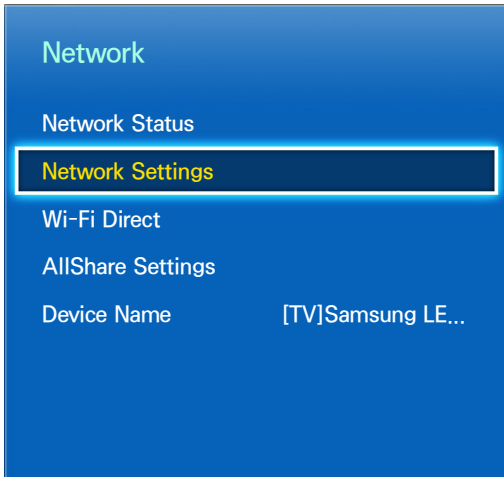 Network
Network Status
Network Settings
Wi-Fi Direct
AllShare Settings
Device Name [TV]Samsung LE...